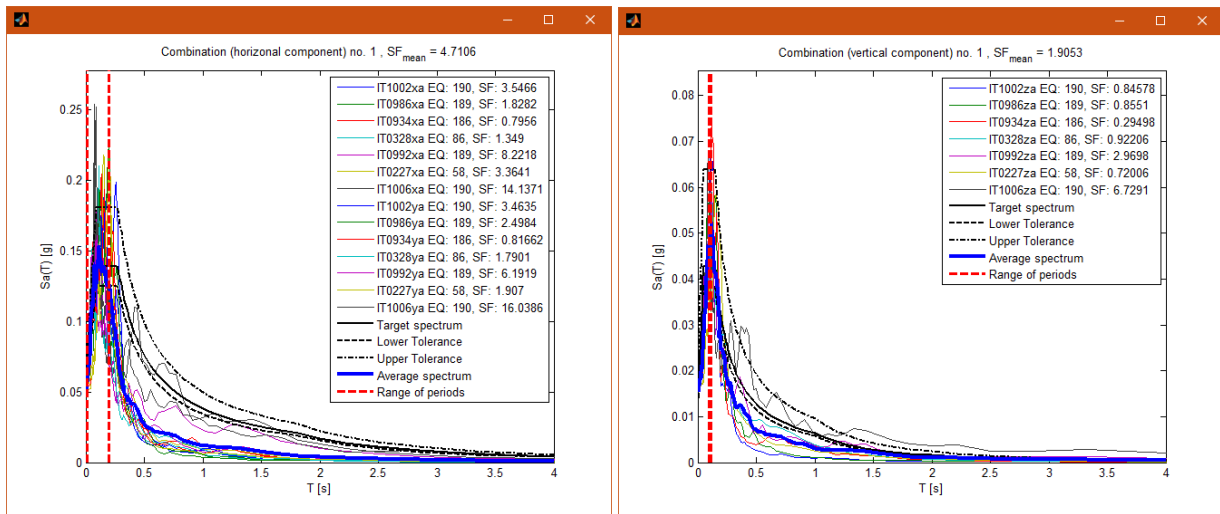 Combination (horizonal component) no. 1 , SFmean = 4.7106
IT1002xa EQ: 190, SF: 3.5466
IT0986xa EQ: 189, SF: 1.8282
IT0934xa EQ: 186, SF: 0.7956
IT0328xa EQ: 86, SF: 1.349
IT0992xa EQ: 189, SF: 8.2218
IT0227xa EQ: 58, SF: 3.3641
IT1006xa EQ: 190, SF: 14.1371
IT1002ya EQ: 190, SF: 3.4635
IT0986ya EQ: 189, SF: 2.4984
IT0934ya EQ: 186, SF: 0.81662
IT0328ya EQ: 86, SF: 1.7901
IT0992ya EQ: 189, SF: 6.1919
IT0227ya EQ: 58, SF: 1.907
IT1006ya EQ: 190, SF: 16.0386
Target spectrum
Lower Tolerance
Upper Tolerance
Average spectrum
Range of periods
Sa(T) [g]
0.25
0.2
0.15
0.1
0.05
0
0 0.5 1 1.5 2 2.5 3 3.5 4
T [s]
Combination (vertical component) no. 1 , SFmean = 1.9053
IT1002za EQ: 190, SF: 0.84578
IT0986za EQ: 189, SF: 0.8551
IT0934za EQ: 186, SF: 0.29498
IT0328za EQ: 86, SF: 0.92206
IT0992za EQ: 189, SF: 2.9698
IT0227za EQ: 58, SF: 0.72006
IT1006za EQ: 190, SF: 6.7291
Target spectrum
Lower Tolerance
Upper Tolerance
Average spectrum
Range of periods
Sa(T) [g]
0.08
0.07
0.06
0.05
0.04
0.03
0.02
0.01
0
0 0.5 1 1.5 2 2.5 3 3.5 4
T [s]